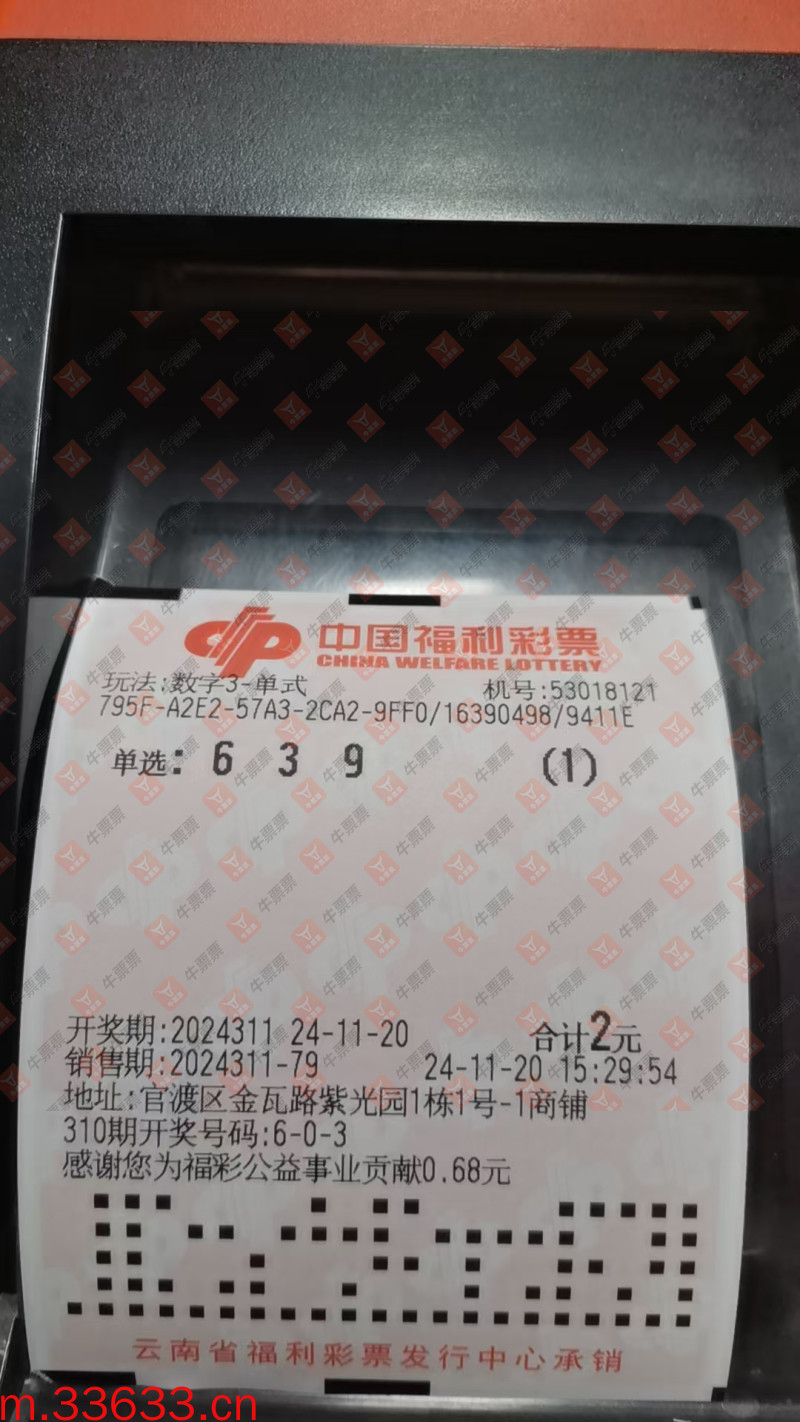 中国福利彩票
CHINA WELFARE LOTTERY
玩法:数字3-单式 机号:53018121
795F-A2E2-57A3-2CA2-9FF0/16390498/9411E
单选: 6 3 9 (1)
开奖期:2024311 24-11-20 合计2元
销售期:2024311-79 24-11-20 15:29:54
地址:官渡区金瓦路紫光园1栋1号-1商铺
310期开奖号码:6-0-3
感谢您为福彩公益事业贡献0.68元
云南省福利彩票发行中心承销
m.33633.cn
牛票票